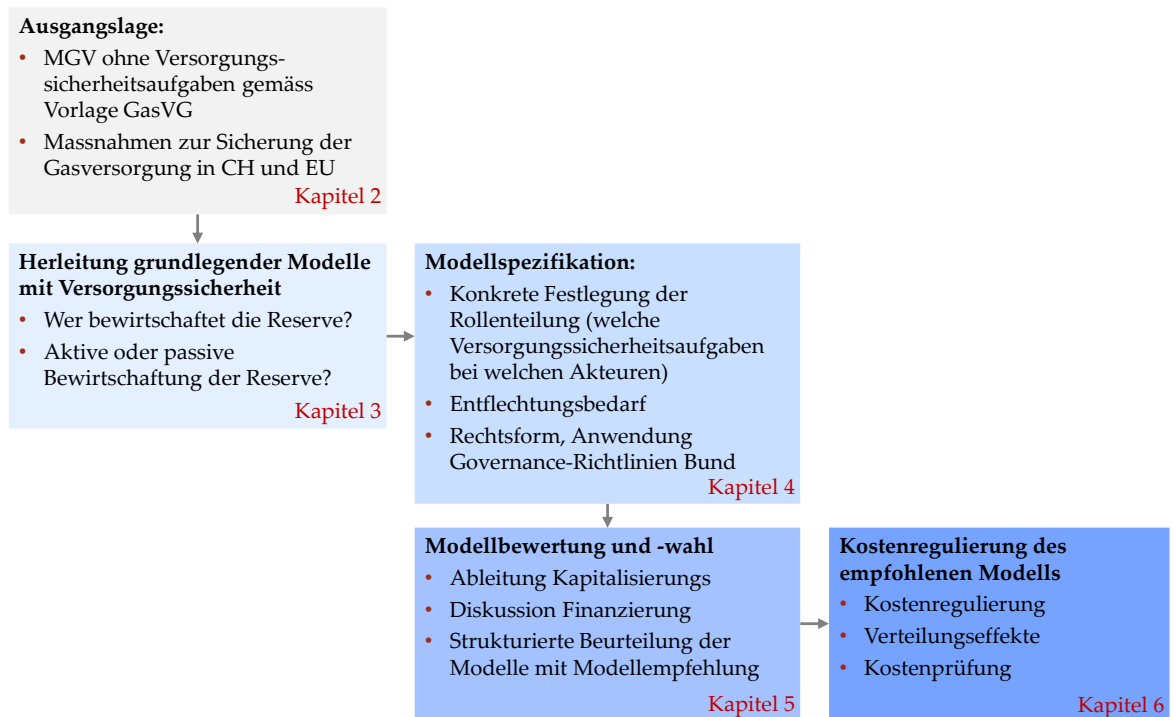 Ausgangslage:
• MGV ohne Versorgungs-
sicherheitsaufgaben gemäss
Vorlage GasVG
• Massnahmen zur Sicherung der
Gasversorgung in CH und EU
Kapitel 2
Herleitung grundlegender Modelle
mit Versorgungssicherheit
• Wer bewirtschaftet die Reserve?
• Aktive oder passive
Bewirtschaftung der Reserve?
Kapitel 3
Modellspezifikation:
• Konkrete Festlegung der
Rollenteilung (welche
Versorgungssicherheitsaufgaben
bei welchen Akteuren)
• Entflechtungsbedarf
• Rechtsform, Anwendung
Governance-Richtlinien Bund
Kapitel 4
Modellbewertung und -wahl
• Ableitung Kapitalisierungs
• Diskussion Finanzierung
• Strukturierte Beurteilung der
Modelle mit Modellempfehlung
Kapitel 5
Kostenregulierung des
empfohlenen Modells
• Kostenregulierung
• Verteilungseffekte
• Kostenprüfung
Kapitel 6